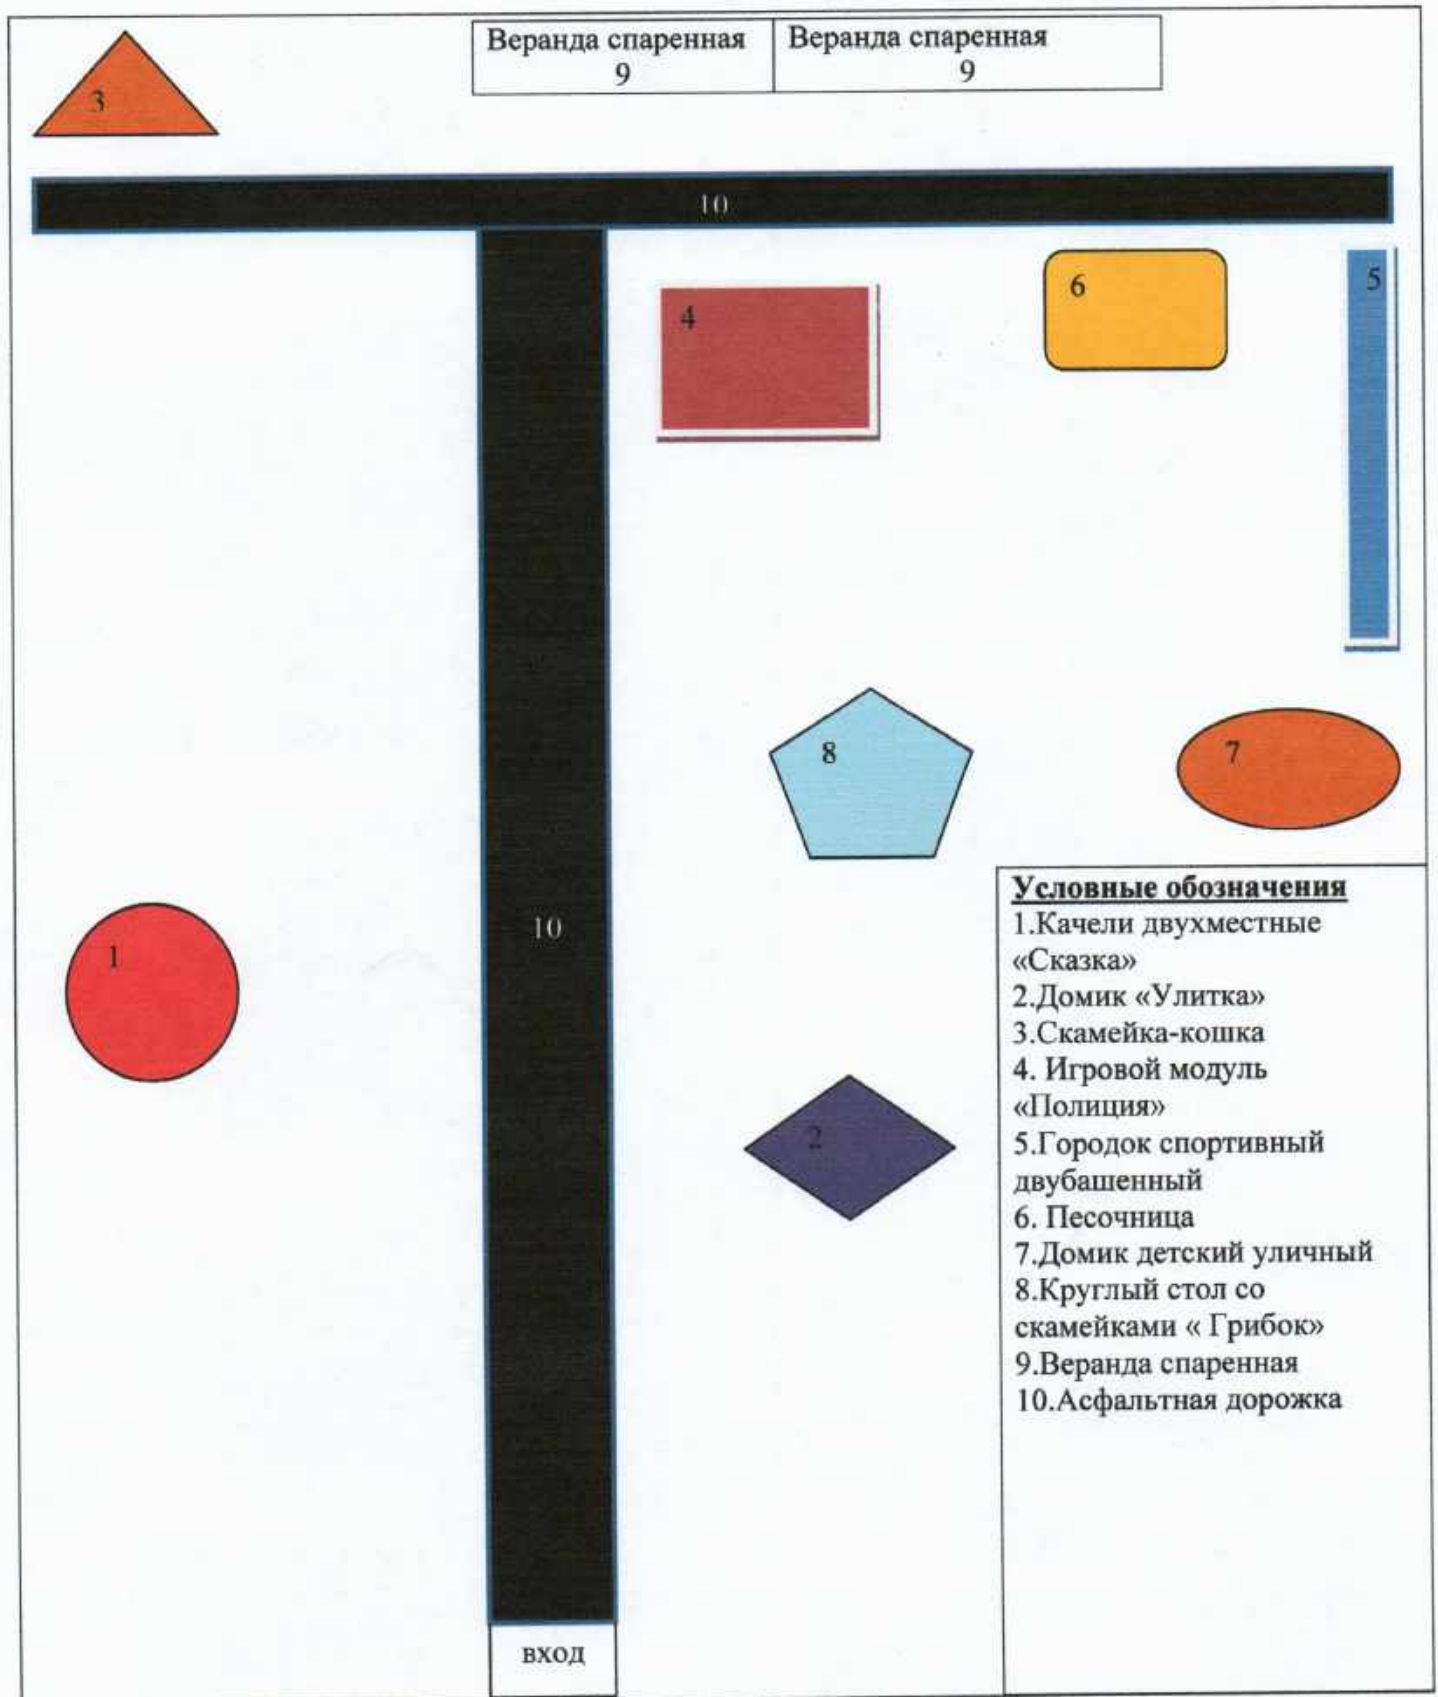 Веранда спаренная
9
Веранда спаренная
9
3
10
4
6
5
8
7
1
10
2
Условные обозначения
1.Качели двухместные
«Сказка»
2.Домик «Улитка»
3.Скамейка-кошка
4. Игровой модуль
«Полиция»
5.Городок спортивный
двубашенный
6. Песочница
7.Домик детский уличный
8.Круглый стол со
скамейками « Грибок»
9.Веранда спаренная
10.Асфальтная дорожка
вход